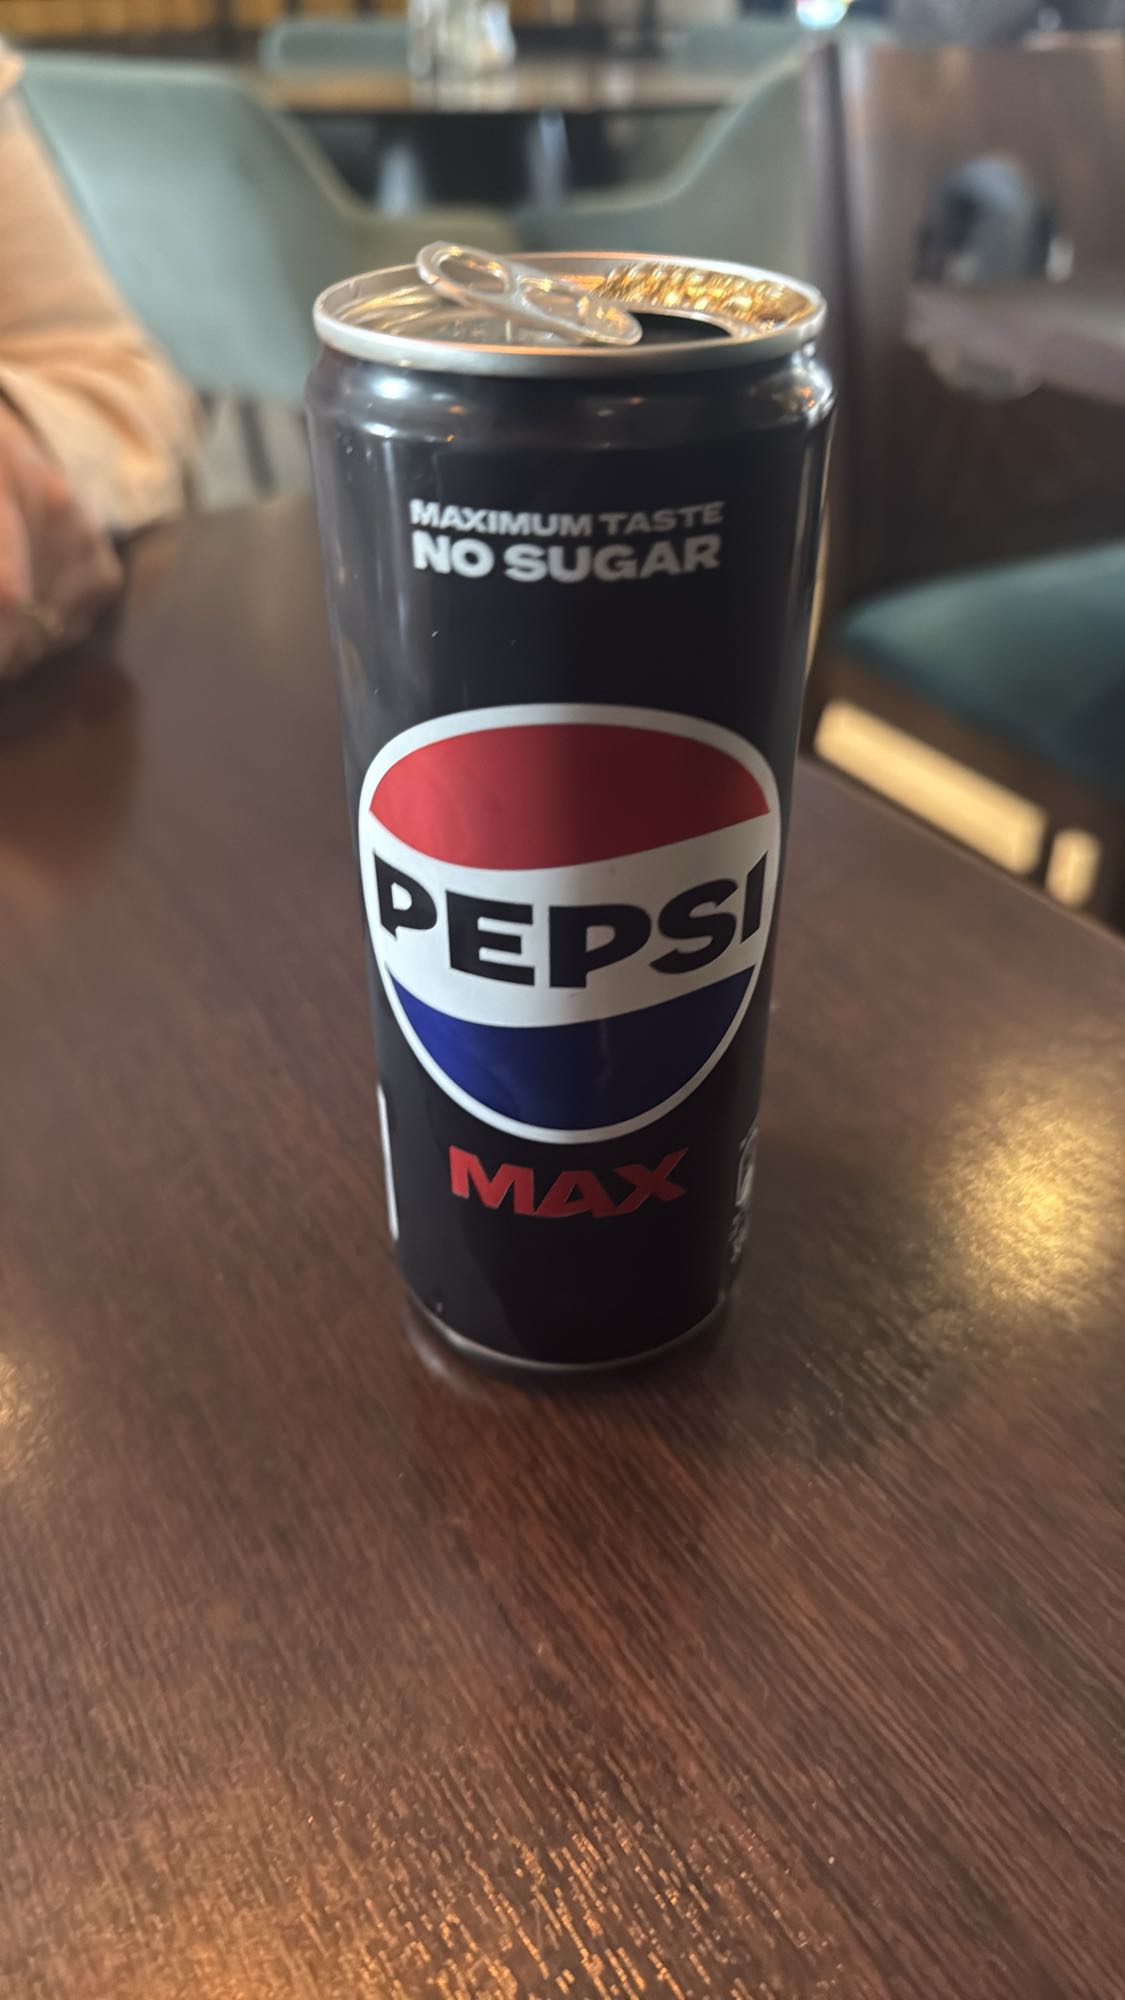 MAXIMUM TASTE
NO SUGAR
PEPSI
MAX